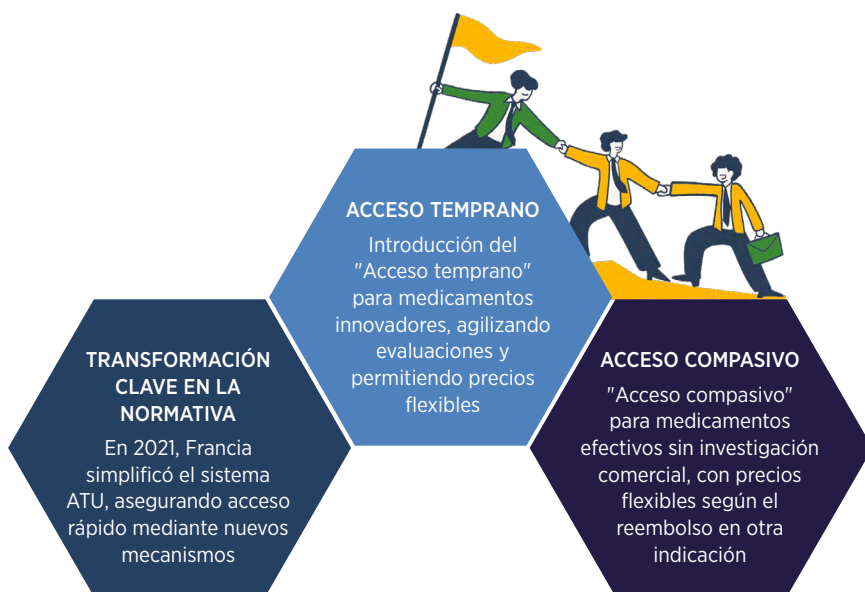 TRANSFORMACIÓN
CLAVE EN LA
NORMATIVA
En 2021, Francia
simplificó el sistema
ATU, asegurando acceso
rápido mediante nuevos
mecanismos
ACCESO TEMPRANO
Introducción del
"Acceso temprano"
para medicamentos
innovadores, agilizando
evaluaciones y
permitiendo precios
flexibles
ACCESO COMPASIVO
"Acceso compasivo"
para medicamentos
efectivos sin investigación
comercial, con precios
flexibles según el
reembolso en otra
indicación